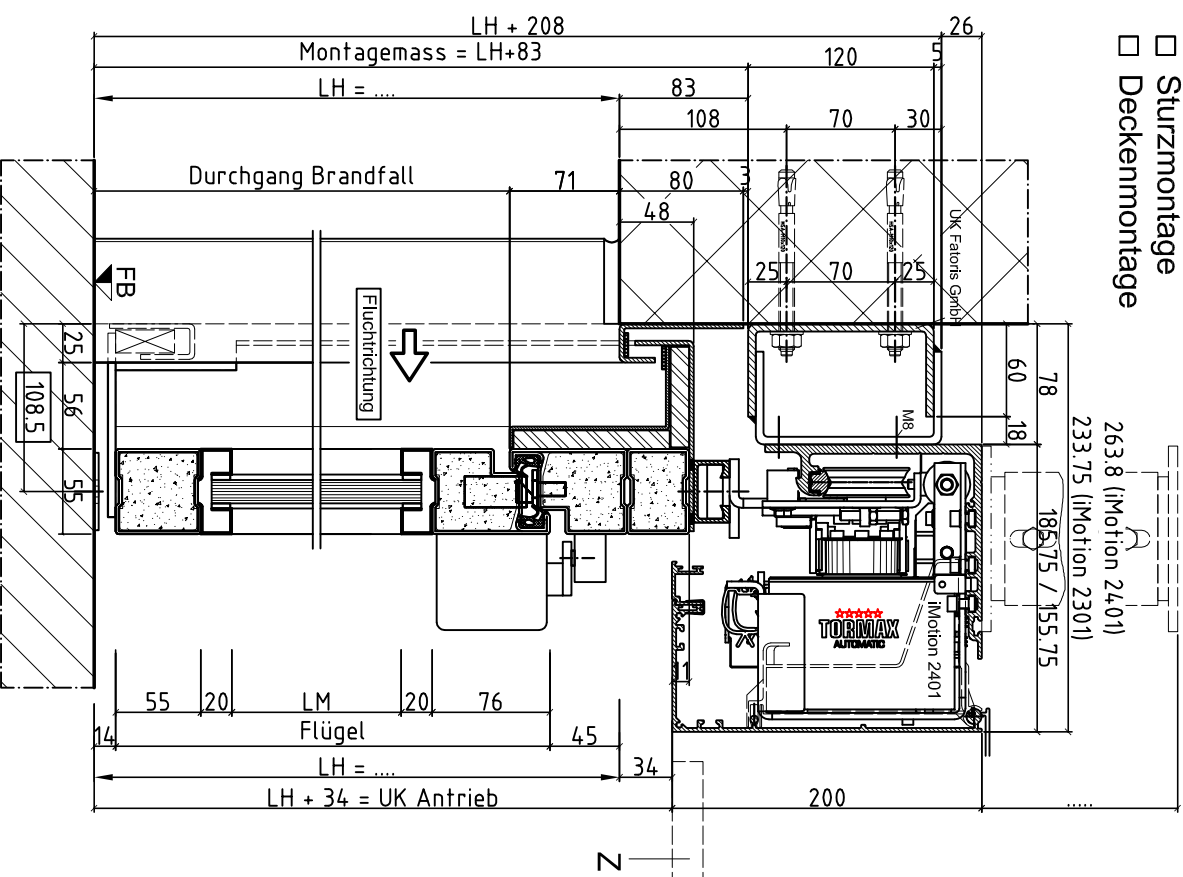 Sturzmontage
Deckenmontage
LH + 208
26
Montagemass = LH+83
120
5
LH = ....
83
108
70
30
Durchgang Brandfall
71
80
3
48
UK Fatoris GmbH
25
70
25
FB
Fluchtrichtung
25
56
55
108.5
60
18
78
M8
263.8 (iMotion 2401)
233.75 (iMotion 2301)
185.75 / 155.75
TORMAX
AUTOMATIC
iMotion 2401
55
20
LM
20
76
14
Flügel
45
LH = ....
34
LH + 34 = UK Antrieb
200
.....
Z